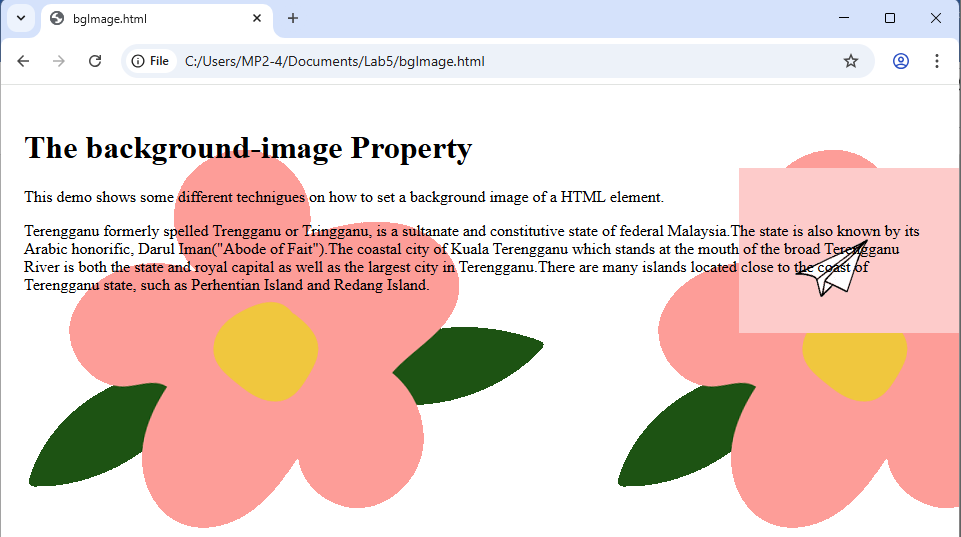 bgImage.html
File
C:/Users/MP2-4/Documents/Lab5/bgImage.html
The background-image Property
This demo shows some different technigues on how to set a background image of a HTML element.
Terengganu formerly spelled Trengganu or Tringganu, is a sultanate and constitutive state of federal Malaysia.The state is also known by its
Arabic honorific, Darul Iman("Abode of Fait").The coastal city of Kuala Terengganu which stands at the mouth of the broad Terengganu
River is both the state and royal capital as well as the largest city in Terengganu.There are many islands located close to the coast of
Terengganu state, such as Perhentian Island and Redang Island.